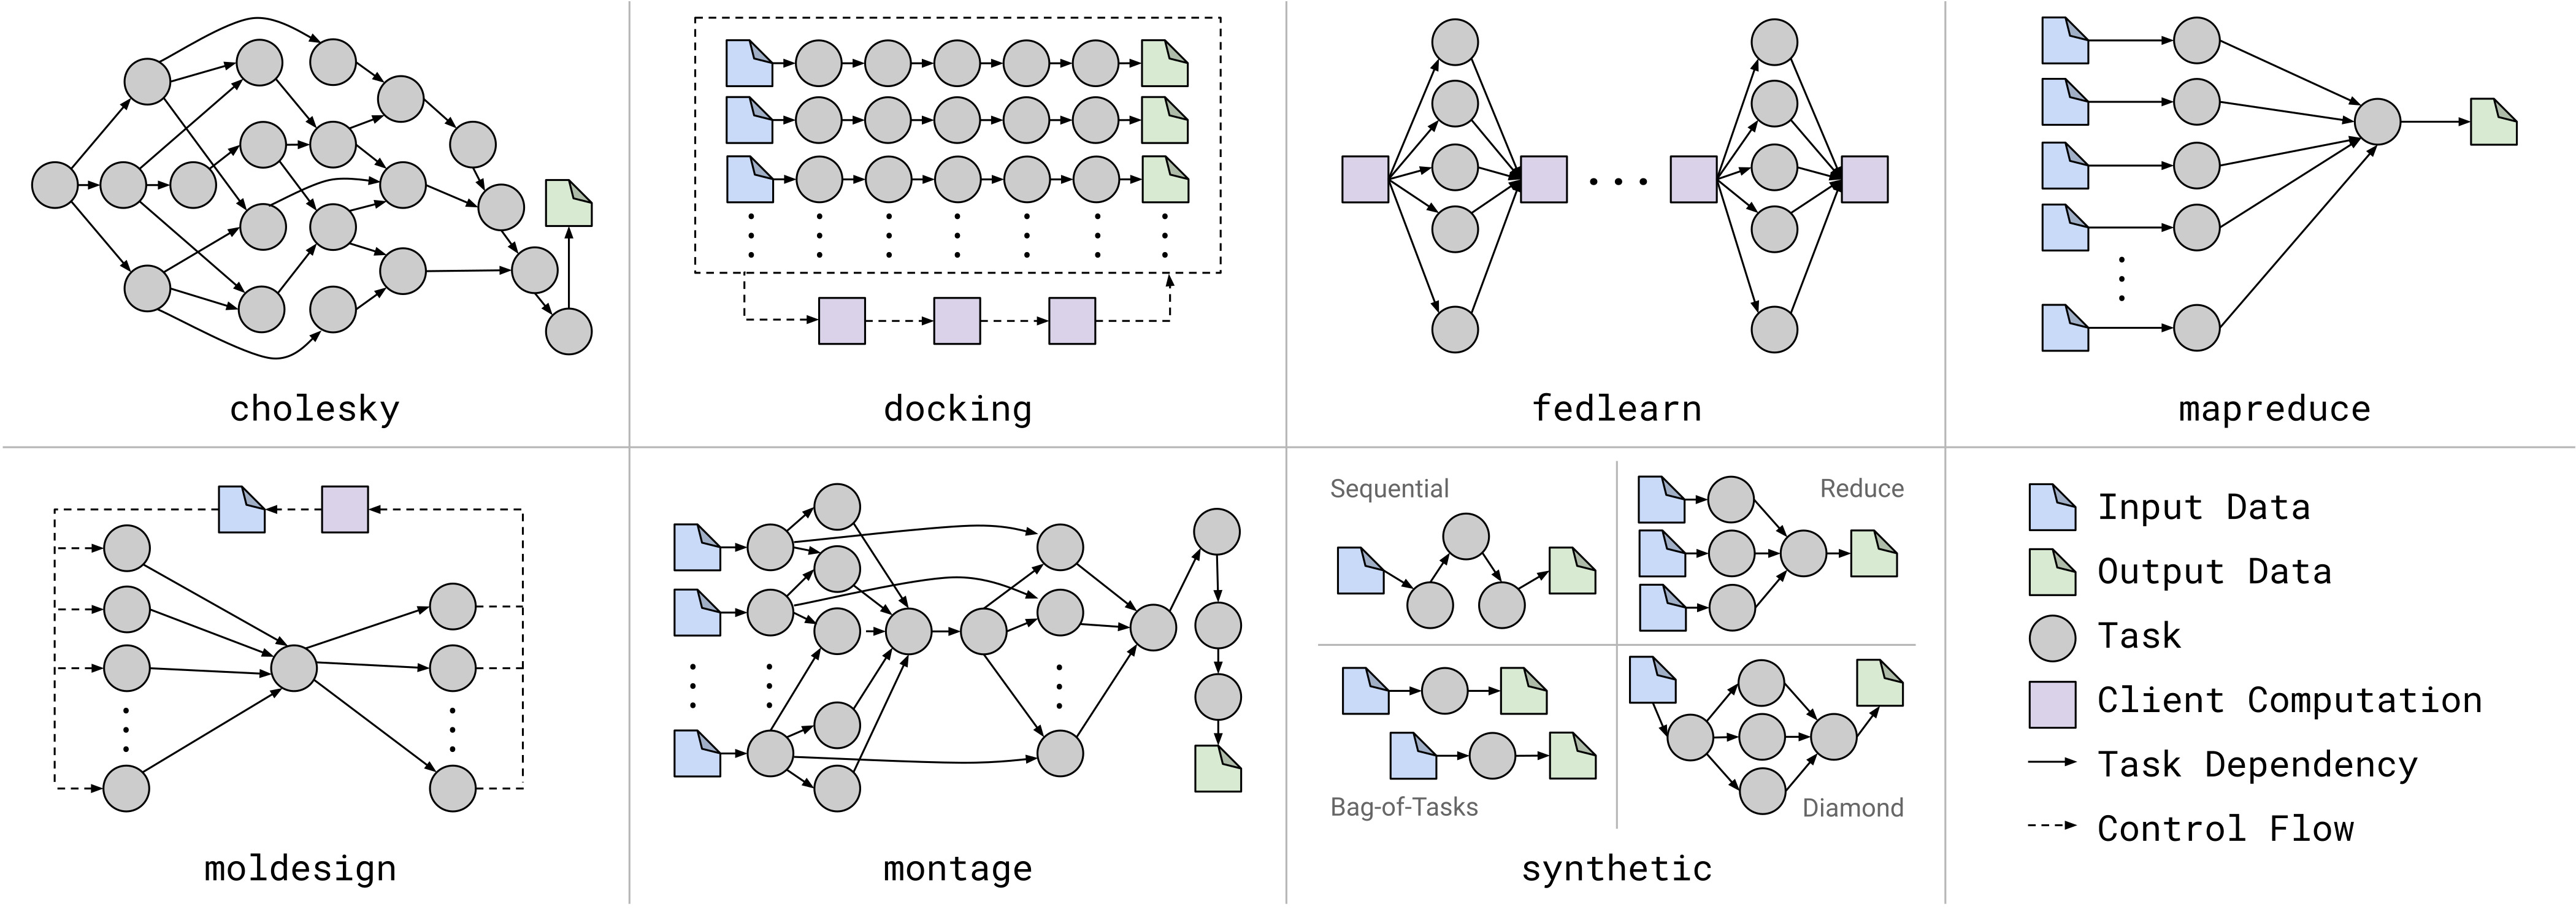 cholesky
docking
fedlearn
mapreduce
moldesign
montage
Sequential
Reduce
Bag-of-Tasks
Diamond
synthetic
Input Data
Output Data
Task
Client Computation
Task Dependency
Control Flow